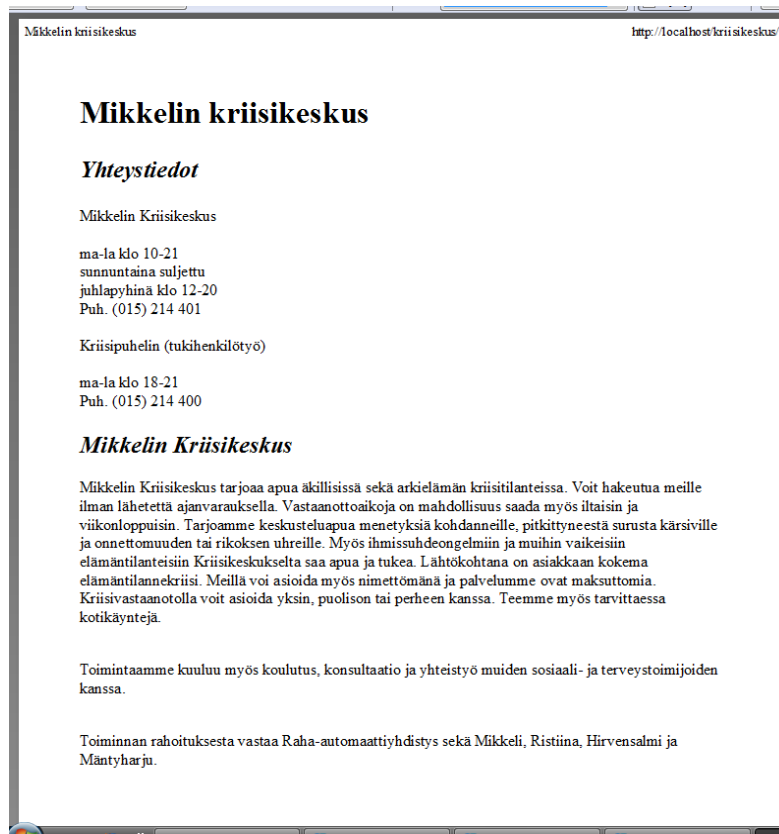 Mikkelin kriisikeskus
http://localhost/kriisikeskus/
Mikkelin kriisikeskus
Yhteystiedot
Mikkelin Kriisikeskus
ma-la klo 10-21
sunnuntaina suljettu
juhlapyhinä klo 12-20
Puh. (015) 214 401
Kriisipuhelin (tukihenkilötyö)
ma-la klo 18-21
Puh. (015) 214 400
Mikkelin Kriisikeskus
Mikkelin Kriisikeskus tarjoaa apua äkillisissä sekä arkielämän kriisitilanteissa. Voit hakeutua meille
ilman lähetettä ajanvarauksella. Vastaanottoaikoja on mahdollisuus saada myös iltaisin ja
viikonloppuisin. Tarjoamme keskusteluapua menetyksiä kohdanneille, pitkittyneestä surusta kärsiville
ja onnettomuuden tai rikoksen uhreille. Myös ihmissuhdeongelmiin ja muihin vaikeisiin
elämäntilanteisiin Kriisikeskukselta saa apua ja tukea. Lähtökohtana on asiakkaan kokema
elämäntilannekriisi. Meillä voi asioida myös nimettömänä ja palvelumme ovat maksuttomia.
Kriisivastaanotolla voit asioida yksin, puolison tai perheen kanssa. Teemme myös tarvittaessa
kotikäyntejä.
Toimintaamme kuuluu myös koulutus, konsultaatio ja yhteistyö muiden sosiaali- ja terveystoimijoiden
kanssa.
Toiminnan rahoituksesta vastaa Raha-automaattiyhdistys sekä Mikkeli, Ristiina, Hirvensalmi ja
Mäntyharju.